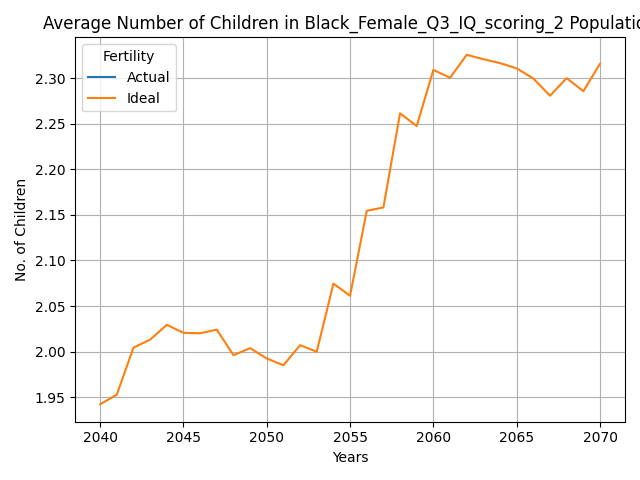 Average Number of Children in Black_Female_Q3_IQ_scoring_2 Populatio
Fertility
Actual
Ideal
No. of Children
2.30
2.25
2.20
2.15
2.10
2.05
2.00
1.95
2040 2045 2050 2055 2060 2065 2070
Years